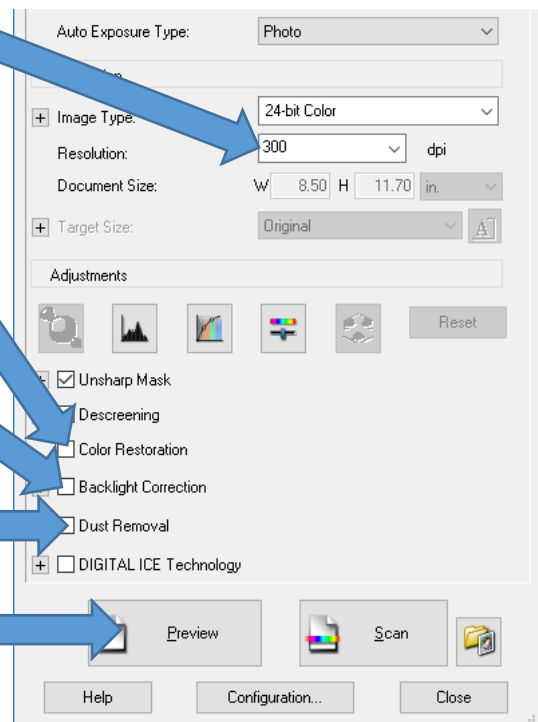 Auto Exposure Type: Photo
+ Image Type: 24-bit Color
Resolution: 300 dpi
Document Size: W 8.50 H 11.70 in.
+ Target Size: Original A
Adjustments
Reset
+ Unsharp Mask
Descreening
Color Restoration
Backlight Correction
Dust Removal
+ DIGITAL ICE Technology
Preview Scan
Help Configuration... Close